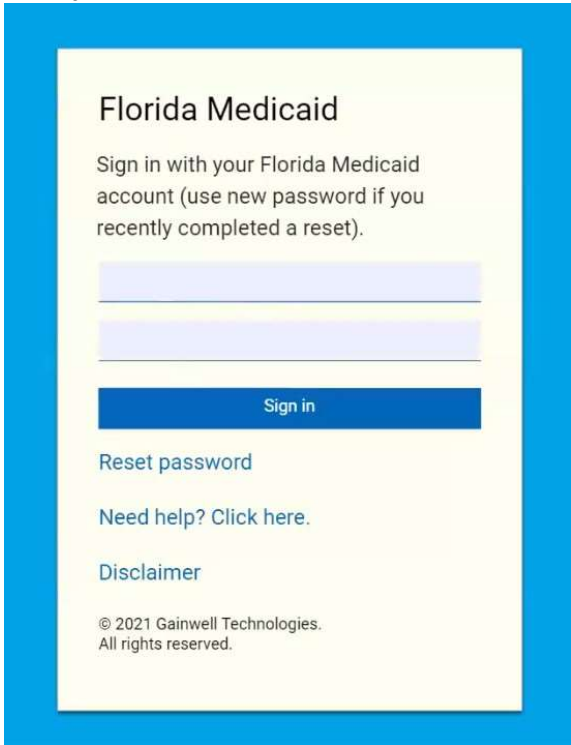 Florida Medicaid
Sign in with your Florida Medicaid
account (use new password if you
recently completed a reset).
Sign in
Reset password
Need help? Click here.
Disclaimer
© 2021 Gainwell Technologies.
All rights reserved.